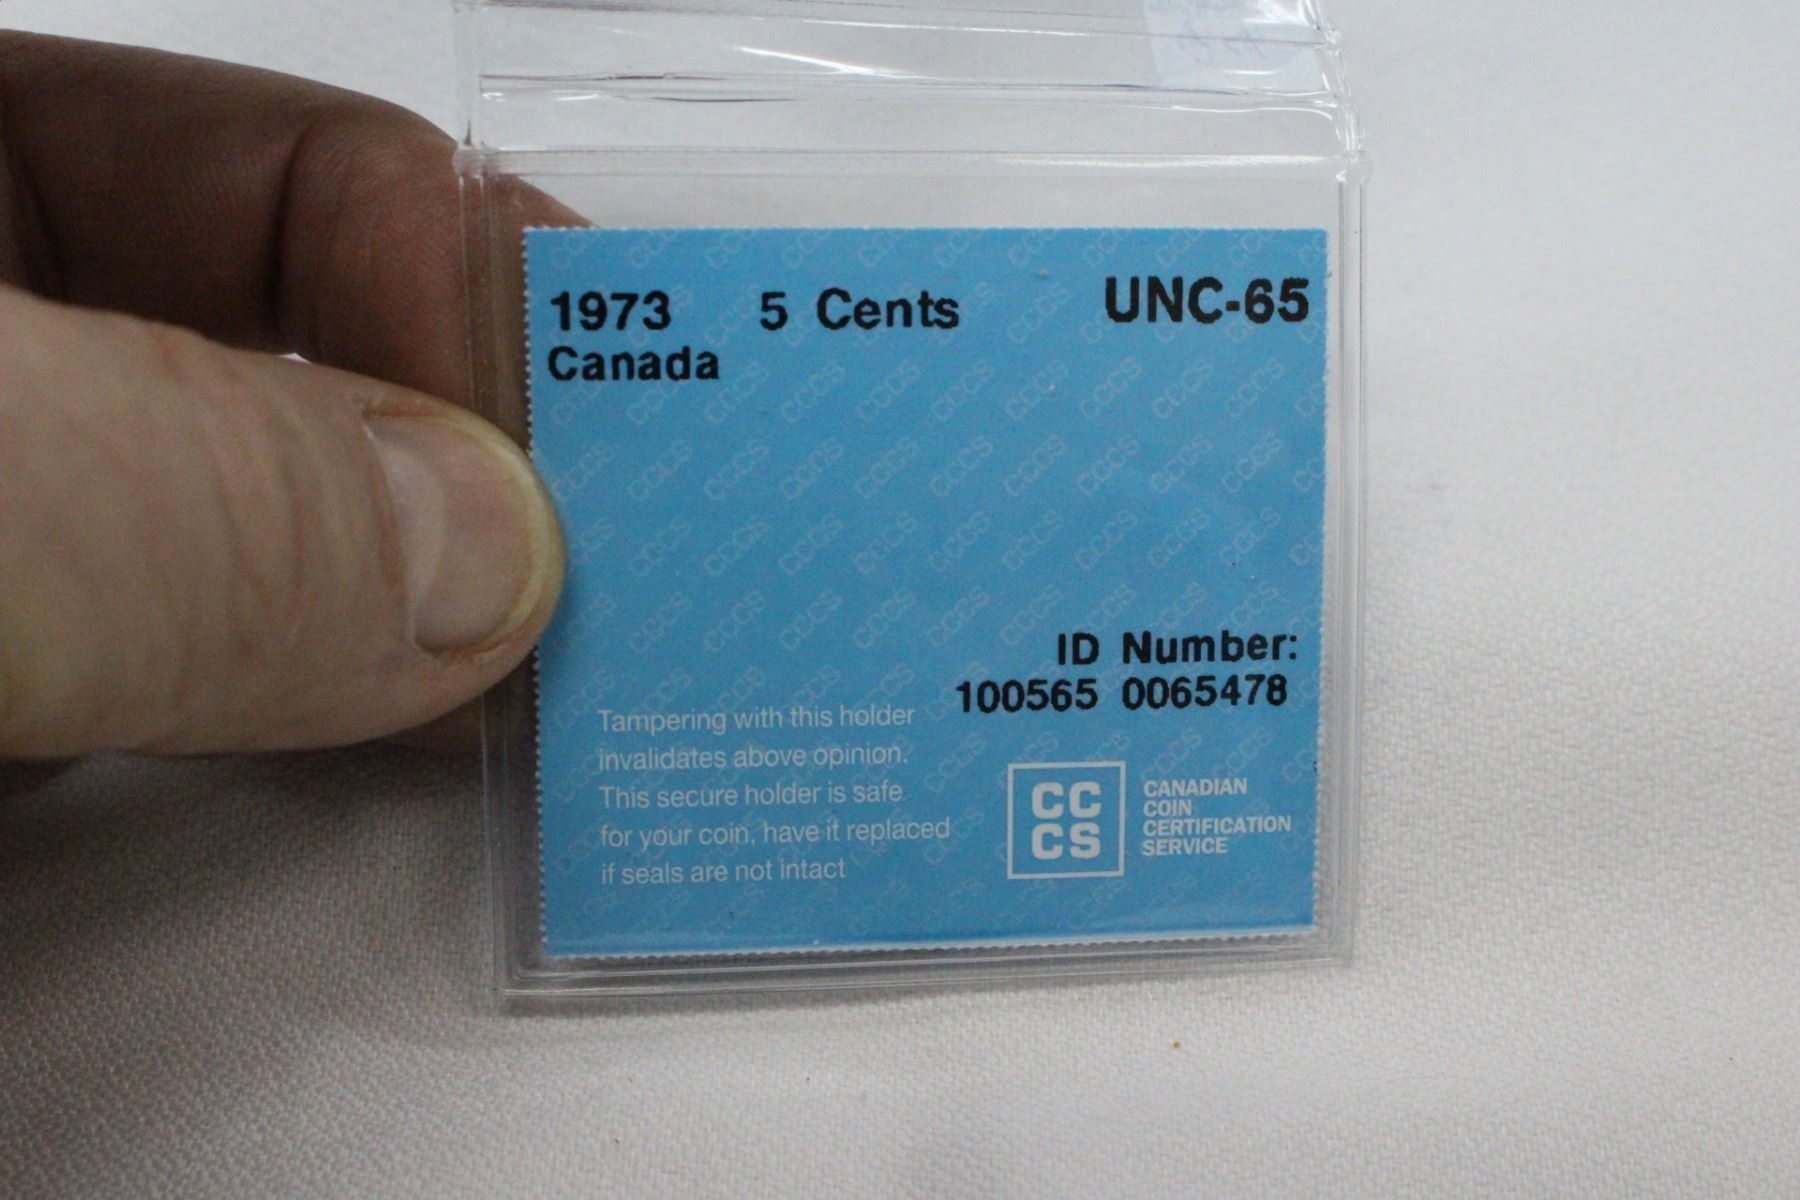 1973 5 Cents UNC-65
Canada
ID Number:
100565 0065478
Tampering with this holder
invalidates above opinion.
This secure holder is safe
for your coin, have it replaced
if seals are not intact
CC
CS
CANADIAN
COIN
CERTIFICATION
SERVICE